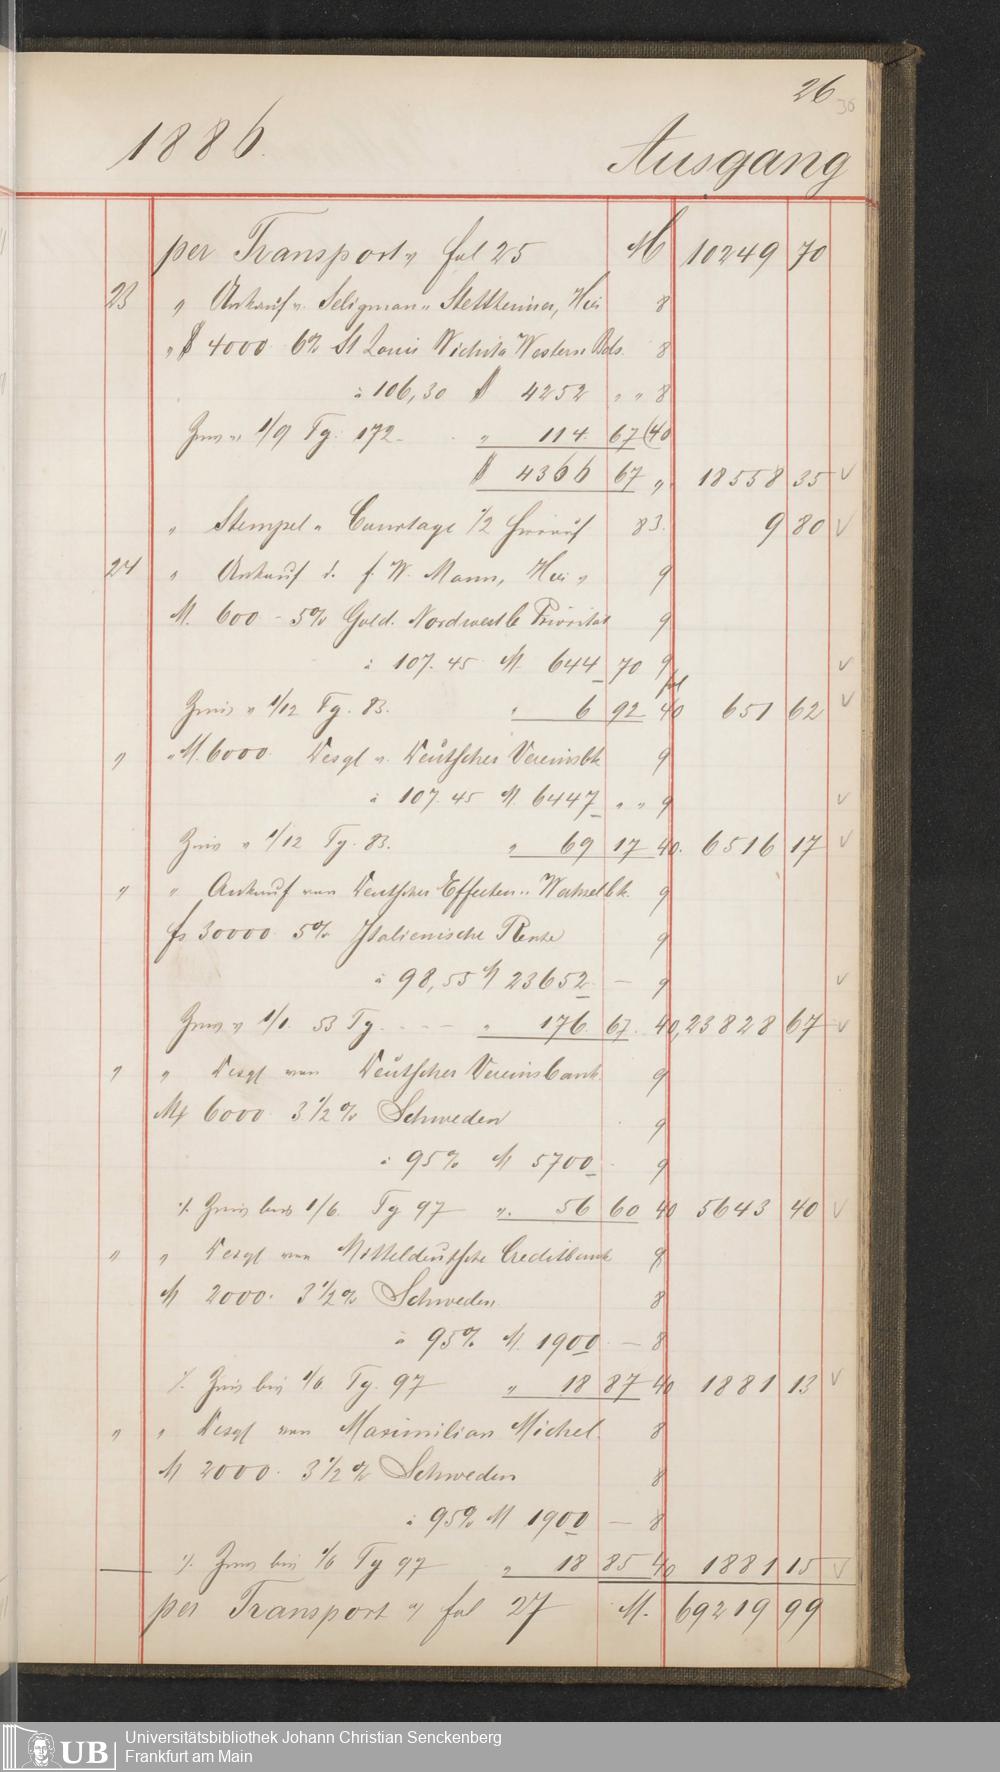 26
36
1886. Ausgang
per Transport v fol 25 M 10249 70
23 " Ankauf v. Seligman u Stettheimer, Hier 8
" $ 4000 6% St Louis Wichita Western Bds. 8
à 106,30 $ 4252 " " 8
Zins v 1/9 Tg. 172 " 114. 67 40
$ 4366 67 " 18558 35 √
" Stempel u Courtage 1/2 83. 9 80 √
24 " Ankauf d. f. W. Mann, Hier 9
M. 600 - 5% Gold. Nordwestb Priorität 9
à 107.45 M. 644 70 9 √
fol
Zins v 1/12 Tg. 83. " 6 92 40 651 62 √
" " M. 6000. Desgl v. Deutscher Vereinsbk 9
à 107.45 M. 6447 " " 9 √
Zins v 1/12 Tg. 83. " 69 17 40. 6516 17 √
" " Ankauf von Deutscher Effecten u. Wechselbk. 9
fs 30000 5% Italienische Rente 9
à 98,55 M 23652 — 9 √
Zins v 1/1. 53 Tg. " 176. 67. 40, 23828 67 √
" " Desgl von Deutscher Vereinsbank 9
M 6000 3 1/2 % Schweden 9
à 95% M 5700 9
./. Zins bis 1/6. Tg 97 ". 56 60 40 5643 40 √
" " Desgl von Mitteldeutsche Creditbank 8
M 2000. 3 1/2 % Schweden 8
à 95% M. 1900 — 8
./. Zins bis 1/6 Tg. 97 " 18 87 40 1881 13 √
" " Desgl von Maximilian Michel. 8
M 2000. 3 1/2 % Schweden 8
à 95% M 1900 — 8
./. Zins bis 1/6 Tg 97 " 18 85 40 1881 15 √
per Transport v fol 27 M. 69219 99
UB
Universitätsbibliothek Johann Christian Senckenberg
Frankfurt am Main